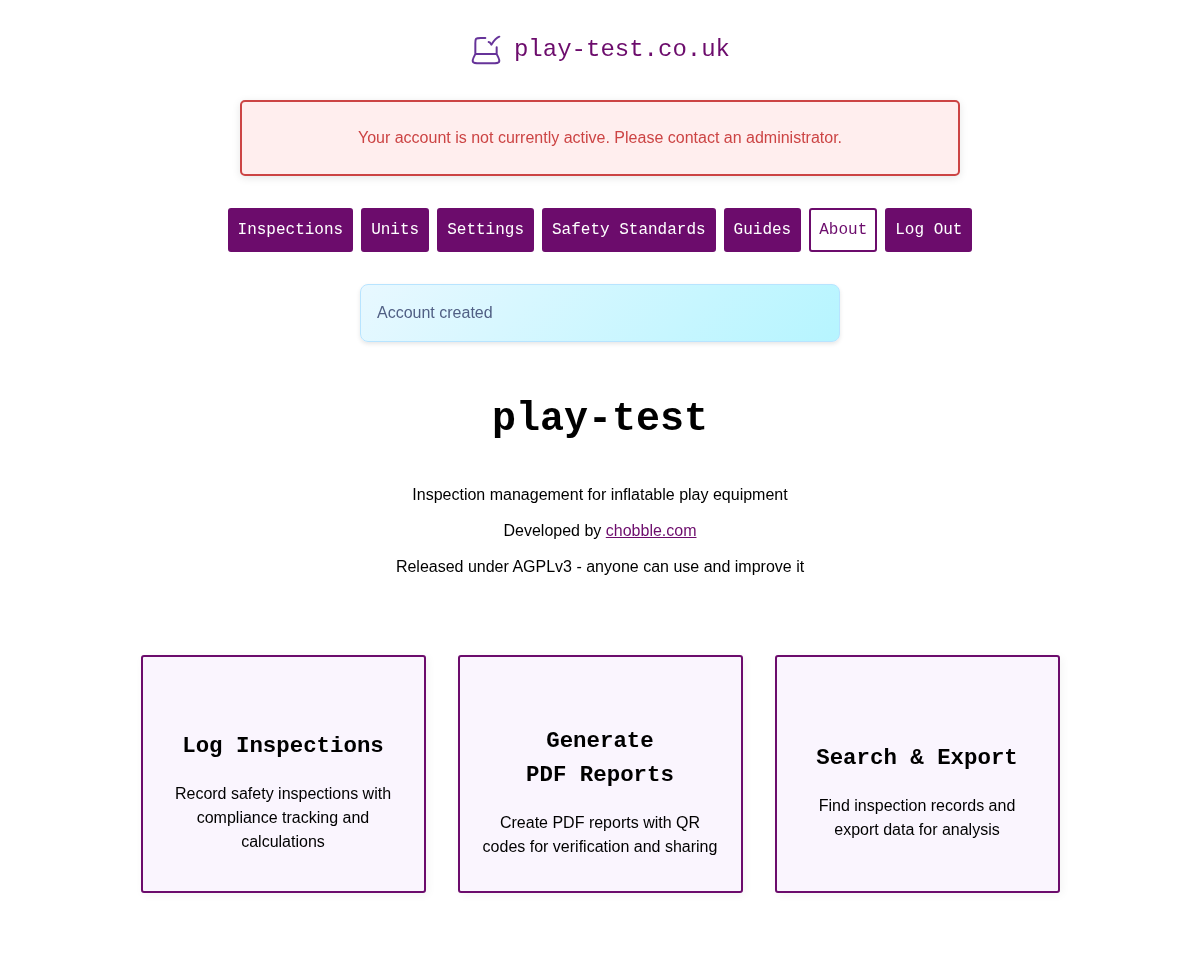 play-test.co.uk
Your account is not currently active. Please contact an administrator.
Inspections Units Settings Safety Standards Guides About Log Out
Account created
play-test
Inspection management for inflatable play equipment
Developed by chobble.com
Released under AGPLv3 - anyone can use and improve it
Log Inspections
Record safety inspections with
compliance tracking and
calculations
Generate
PDF Reports
Create PDF reports with QR
codes for verification and sharing
Search & Export
Find inspection records and
export data for analysis